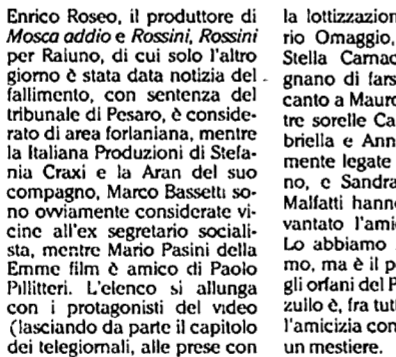 Enrico Roseo, il produttore di
Mosca addio e Rossini, Rossini
per Raiuno, di cui solo l'altro
giorno è stata data notizia del
fallimento, con sentenza del
tribunale di Pesaro, è conside-
rato di area forlaniana, mentre
la Italiana Produzioni di Stefa-
nia Craxi e la Aran del suo
compagno, Marco Bassetti so-
no ovviamente considerate vi-
cine all'ex segretario sociali-
sta, mentre Mario Pasini della
Emme film è amico di Paolo
Pillitteri. L'elenco si allunga
con i protagonisti del video
(lasciando da parte il capitolo
dei telegiornali, alle prese con
la lottizzazion
rio Omaggio,
Stella Carnac
gnano di fars
canto a Mauro
tre sorelle Ca
briella e Ann
mente legate
no, e Sandra
Malfatti hann
vantato l'ami
Lo abbiamo
mo, ma è il p
gli orfani del P
zullo è, fra tut
l'amicizia con
un mestiere.